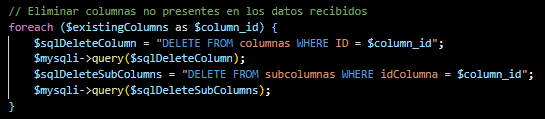 // Eliminar columnas no presentes en los datos recibidos
foreach ($existingColumns as $column_id) {
    $sqlDeleteColumn = "DELETE FROM columnas WHERE ID = $column_id";
    $mysqli->query($sqlDeleteColumn);
    $sqlDeleteSubColumns = "DELETE FROM subcolumnas WHERE idColumna = $column_id";
    $mysqli->query($sqlDeleteSubColumns);
}